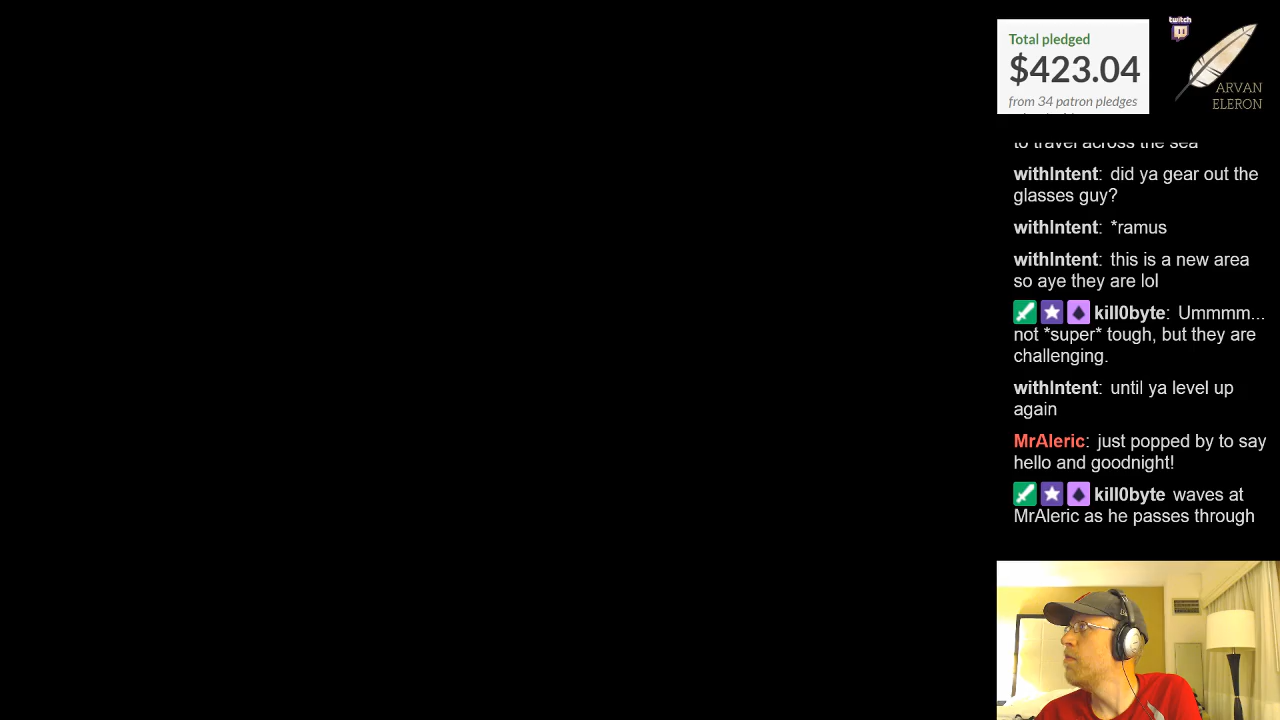 Total pledged
$423.04
from 34 patron pledges
twitch
ARVAN
ELERON
to travel across the sea
withIntent: did ya gear out the
glasses guy?
withIntent: *ramus
withIntent: this is a new area
so aye they are lol
kill0byte: Ummmm...
not *super* tough, but they are
challenging.
withIntent: until ya level up
again
MrAleric: just popped by to say
hello and goodnight!
kill0byte waves at
MrAleric as he passes through